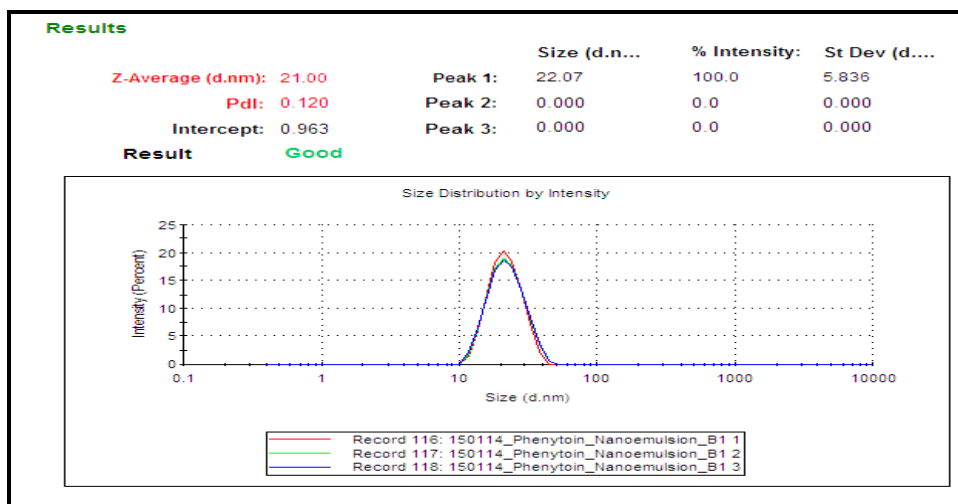 Results
Size (d.n... % Intensity: St Dev (d....
Z-Average (d.nm): 21.00 Peak 1: 22.07 100.0 5.836
PdI: 0.120 Peak 2: 0.000 0.0 0.000
Intercept: 0.963 Peak 3: 0.000 0.0 0.000
Result Good
Size Distribution by Intensity
Intensity (Percent)
25
20
15
10
5
0
0.1 1 10 100 1000 10000
Size (d.nm)
Record 116: 150114_Phenytoin_Nanoemulsion_B1 1
Record 117: 150114_Phenytoin_Nanoemulsion_B1 2
Record 118: 150114_Phenytoin_Nanoemulsion_B1 3